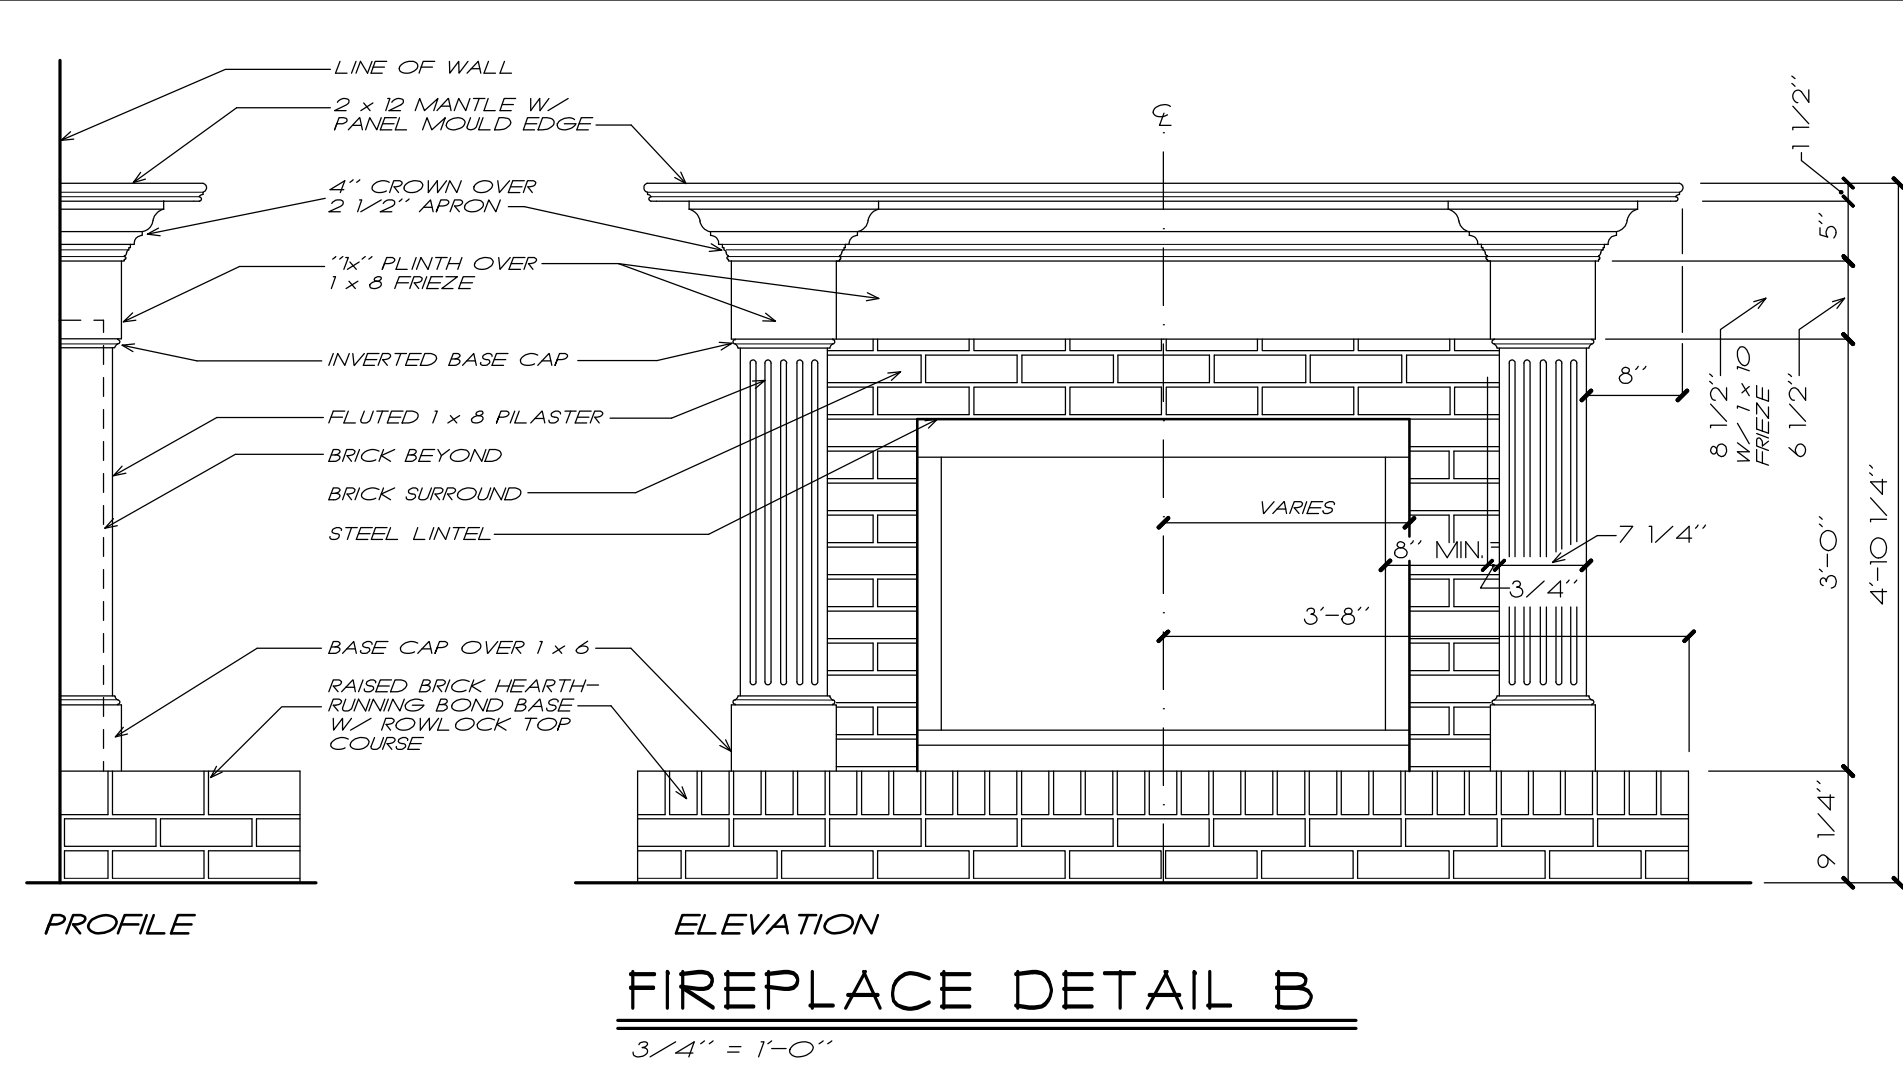 LINE OF WALL
2 x 12 MANTLE W/
PANEL MOULD EDGE
4" CROWN OVER
2 1/2" APRON
"1x" PLINTH OVER
1 x 8 FRIEZE
INVERTED BASE CAP
FLUTED 1 x 8 PILASTER
BRICK BEYOND
BRICK SURROUND
STEEL LINTEL
BASE CAP OVER 1 x 6
RAISED BRICK HEARTH-
RUNNING BOND BASE
W/ ROWLOCK TOP
COURSE
℄
VARIES
8" MIN. =
7 1/4"
3/4"
3'-8"
8"
8 1/2"
W/ 1 x 10
FRIEZE
6 1/2"
1 1/2"
5"
3'-0"
4'-10 1/4"
9 1/4"
PROFILE
ELEVATION
FIREPLACE DETAIL B
3/4" = 1'-0"